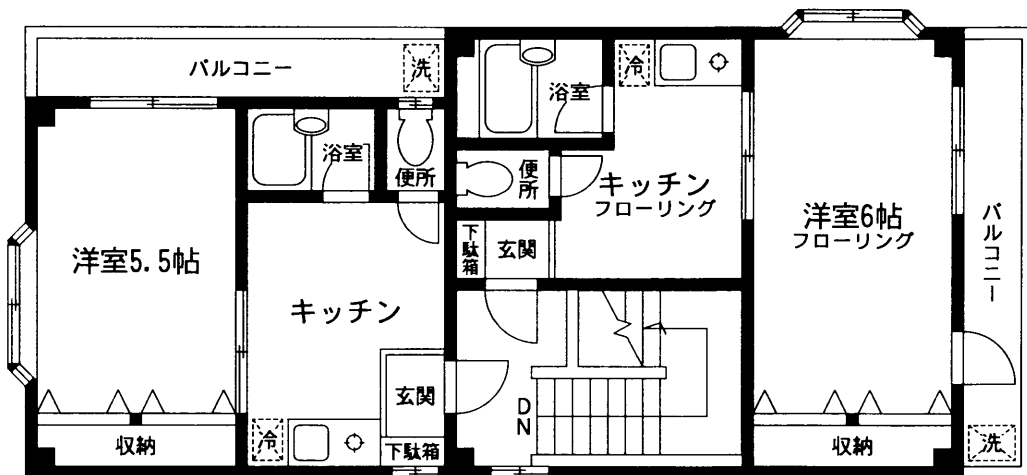 バルコニー
洗
浴室
便所
洋室5.5帖
キッチン
玄関
下駄箱
冷
収納
冷
浴室
便所
キッチン
フローリング
下駄箱
玄関
DN
洋室6帖
フローリング
バルコニー
収納
洗